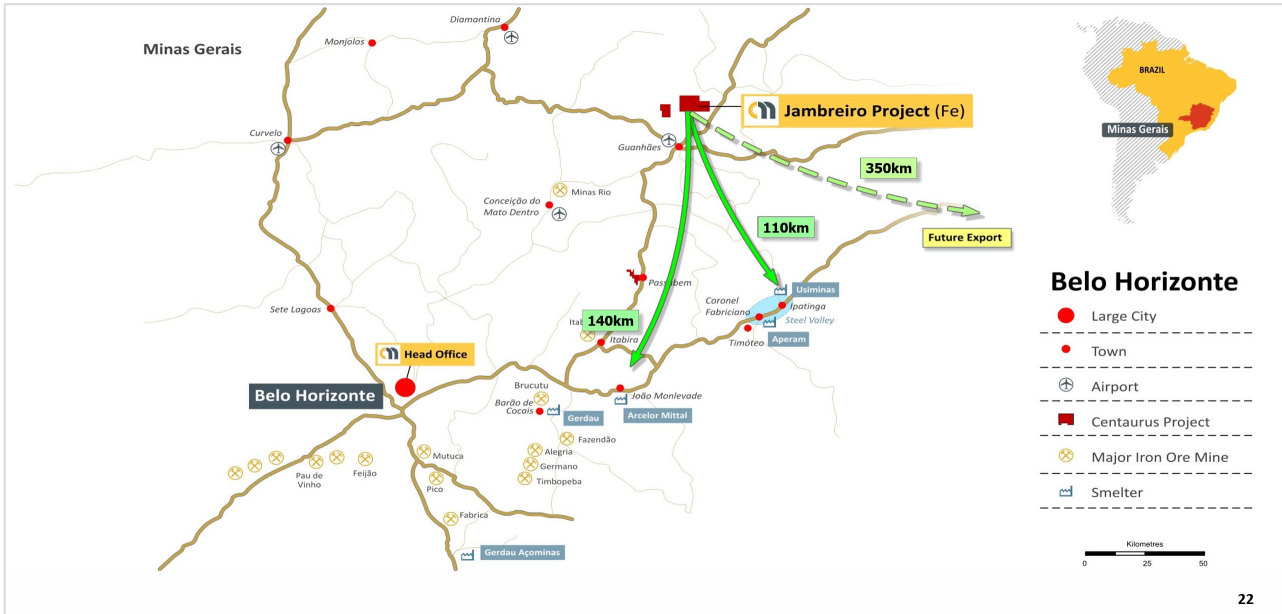 Minas Gerais
Diamantina
Monjolos
Curvelo
Guanhães
Jambreiro Project (Fe)
BRAZIL
Minas Gerais
350km
Minas Rio
Conceição do
Mato Dentro
110km
Future Export
Passabem
Usiminas
Coronel
Fabriciano
Ipatinga
Steel Valley
Timóteo
Aperam
Sete Lagoas
140km
Itabira
Head Office
Belo Horizonte
Brucutu
Barão de
Cocais
Gerdau
João Monlevade
Arcelor Mittal
Fazendão
Alegria
Germano
Timbopeba
Mutuca
Pico
Pau de
Vinho
Feijão
Fabrica
Gerdau Açominas
Belo Horizonte
Large City
Town
Airport
Centaurus Project
Major Iron Ore Mine
Smelter
Kilometres
0 25 50
22